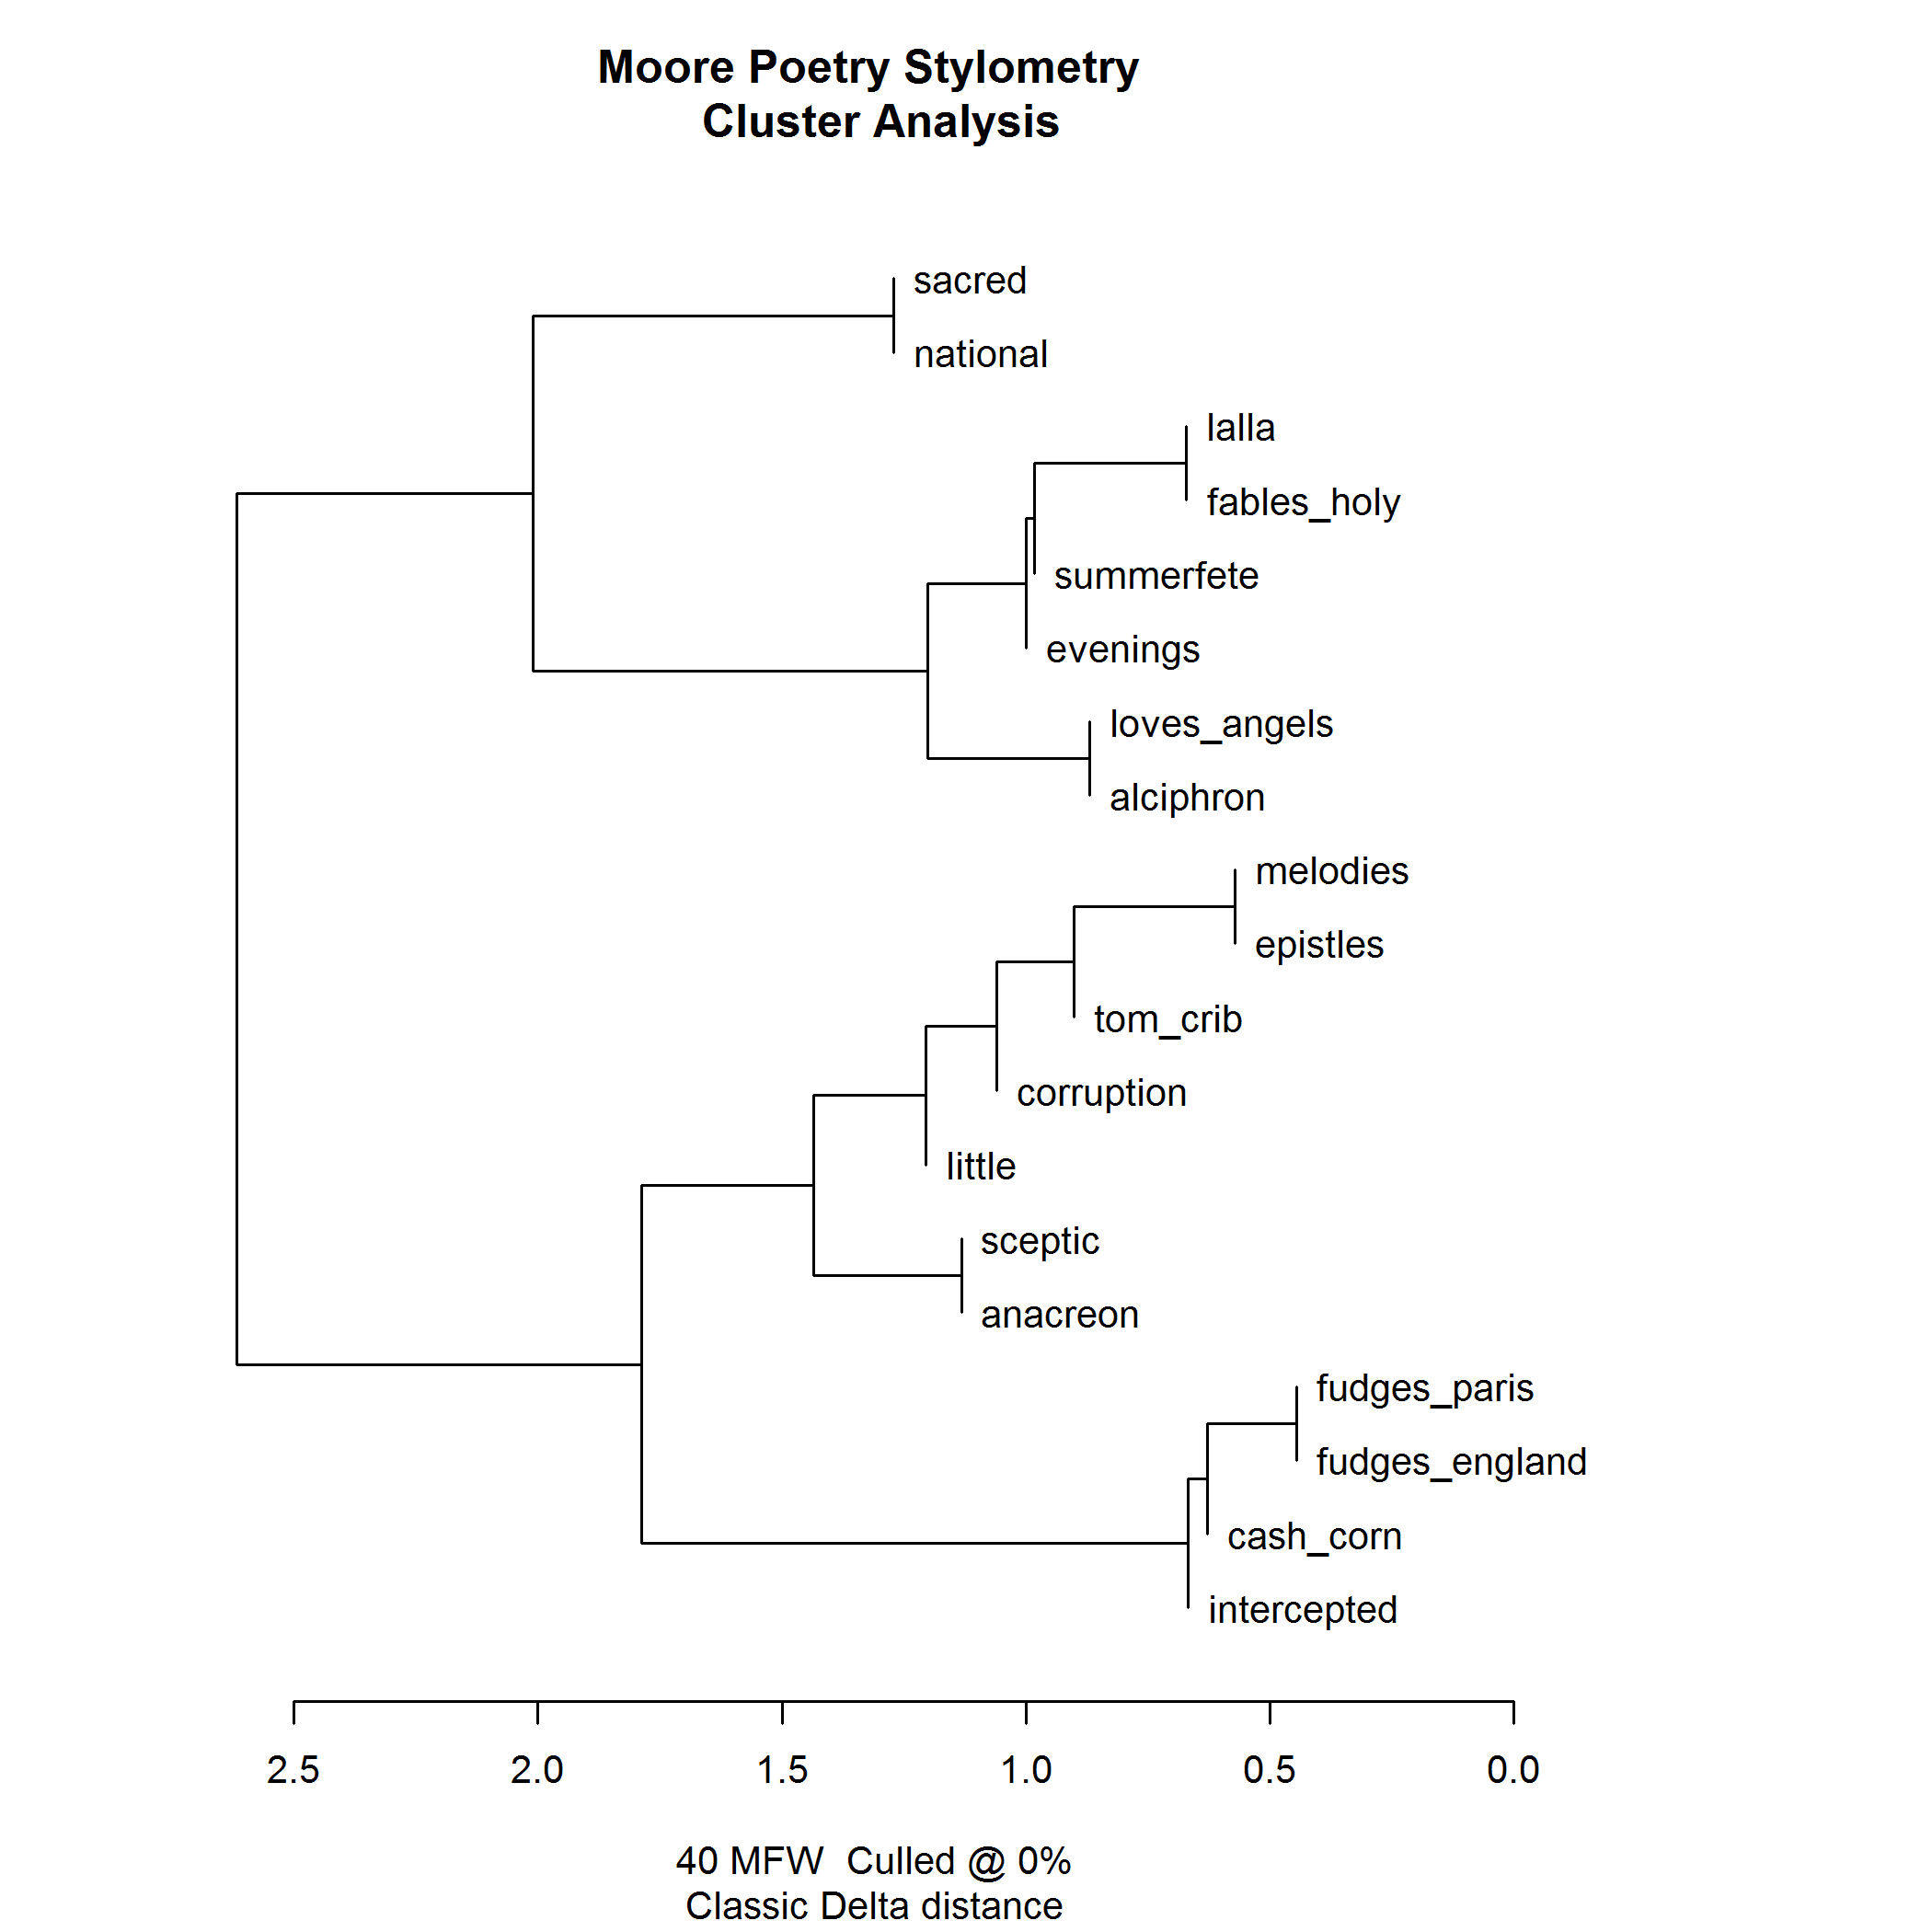 Moore Poetry Stylometry
Cluster Analysis
sacred
national
lalla
fables_holy
summerfete
evenings
loves_angels
alciphron
melodies
epistles
tom_crib
corruption
little
sceptic
anacreon
fudges_paris
fudges_england
cash_corn
intercepted
2.5 2.0 1.5 1.0 0.5 0.0
40 MFW  Culled @ 0%
Classic Delta distance